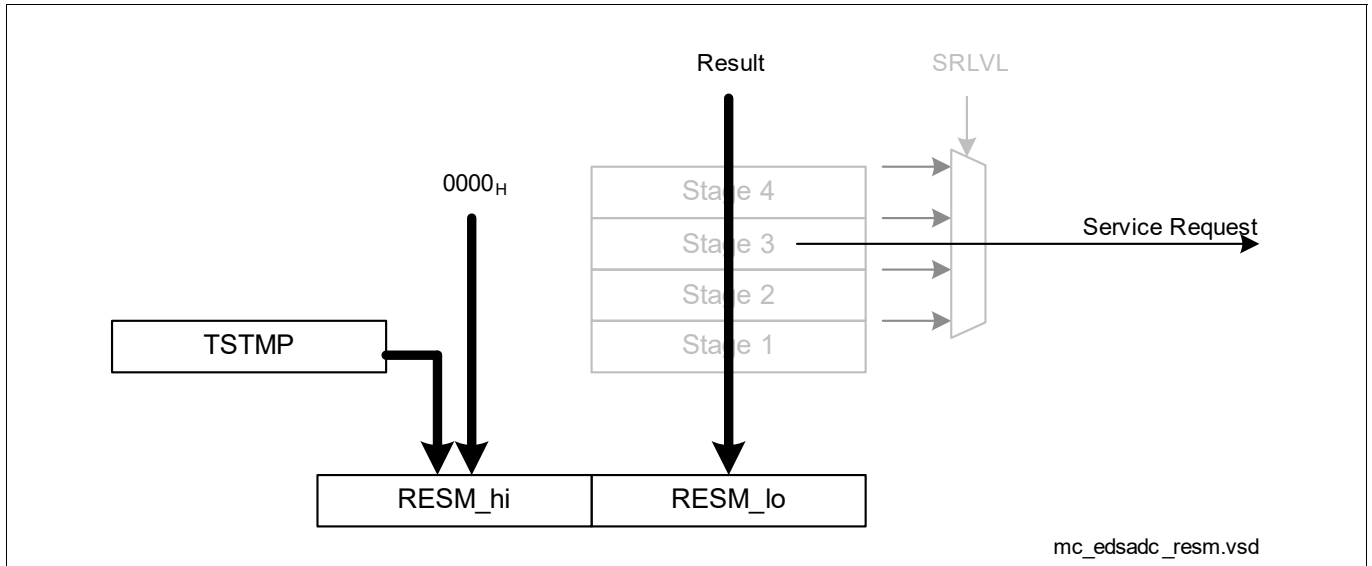 Result
SRLVL
0000H
Stage 4
Service Request
Stage 3
Stage 2
TSTMP
Stage 1
RESM_hi
RESM_lo
mc_edsadc_resm.vsd